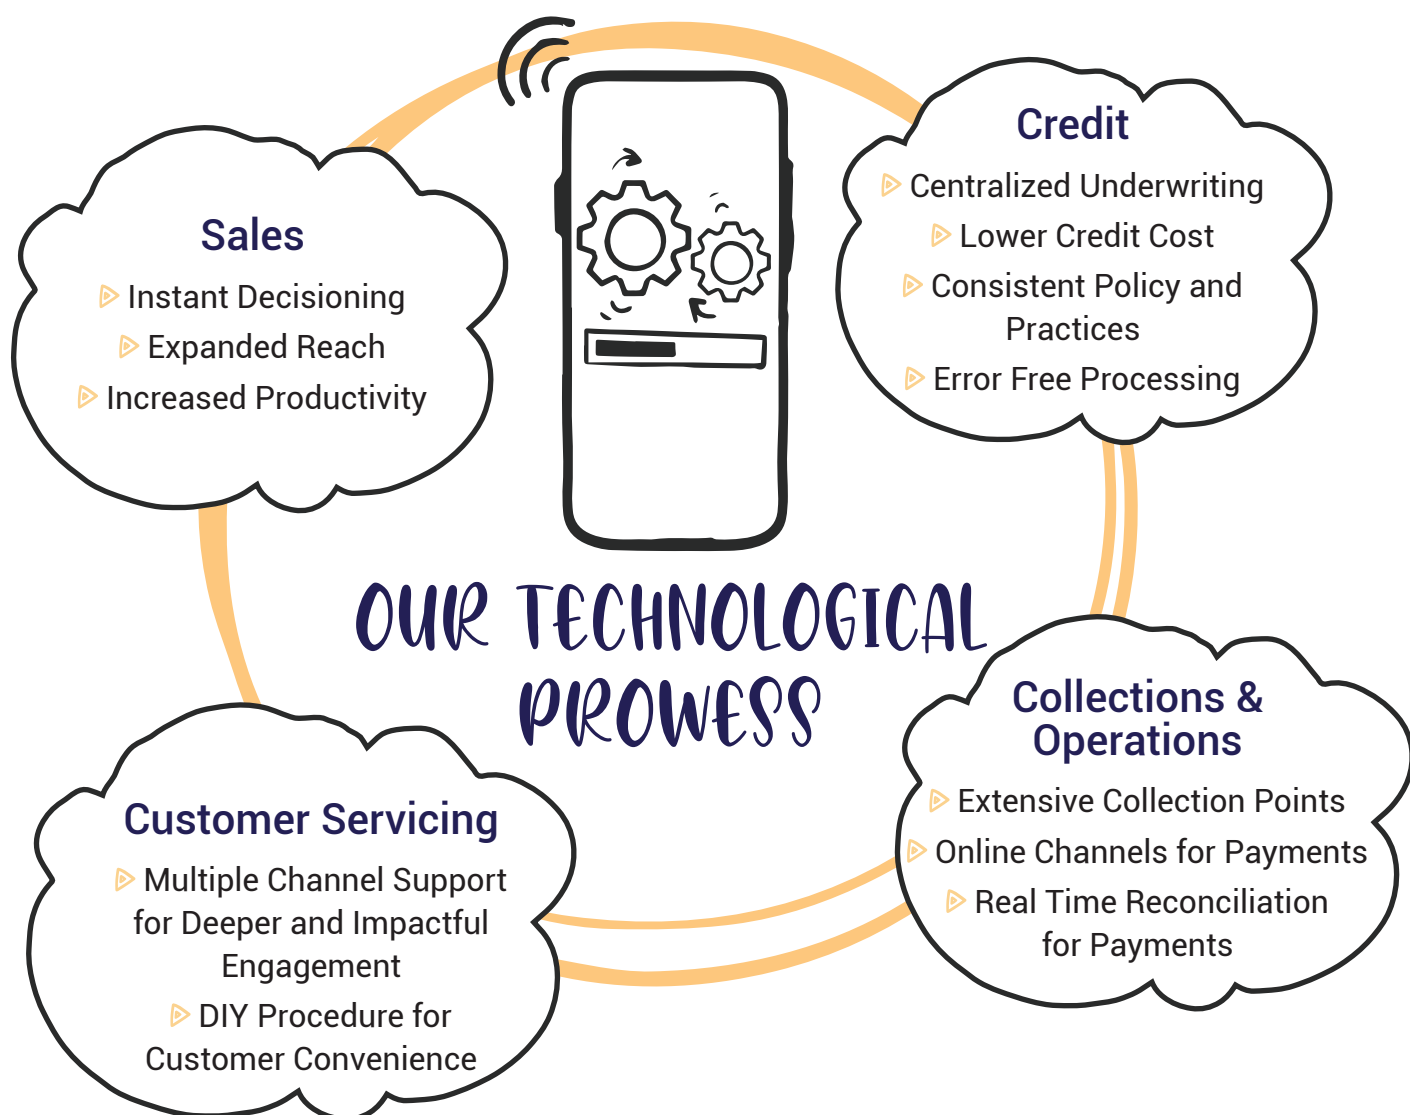 Sales
Instant Decisioning
Expanded Reach
Increased Productivity
Credit
Centralized Underwriting
Lower Credit Cost
Consistent Policy and
Practices
Error Free Processing
OUR TECHNOLOGICAL
PROWESS
Customer Servicing
Multiple Channel Support
for Deeper and Impactful
Engagement
DIY Procedure for
Customer Convenience
Collections &
Operations
Extensive Collection Points
Online Channels for Payments
Real Time Reconciliation
for Payments